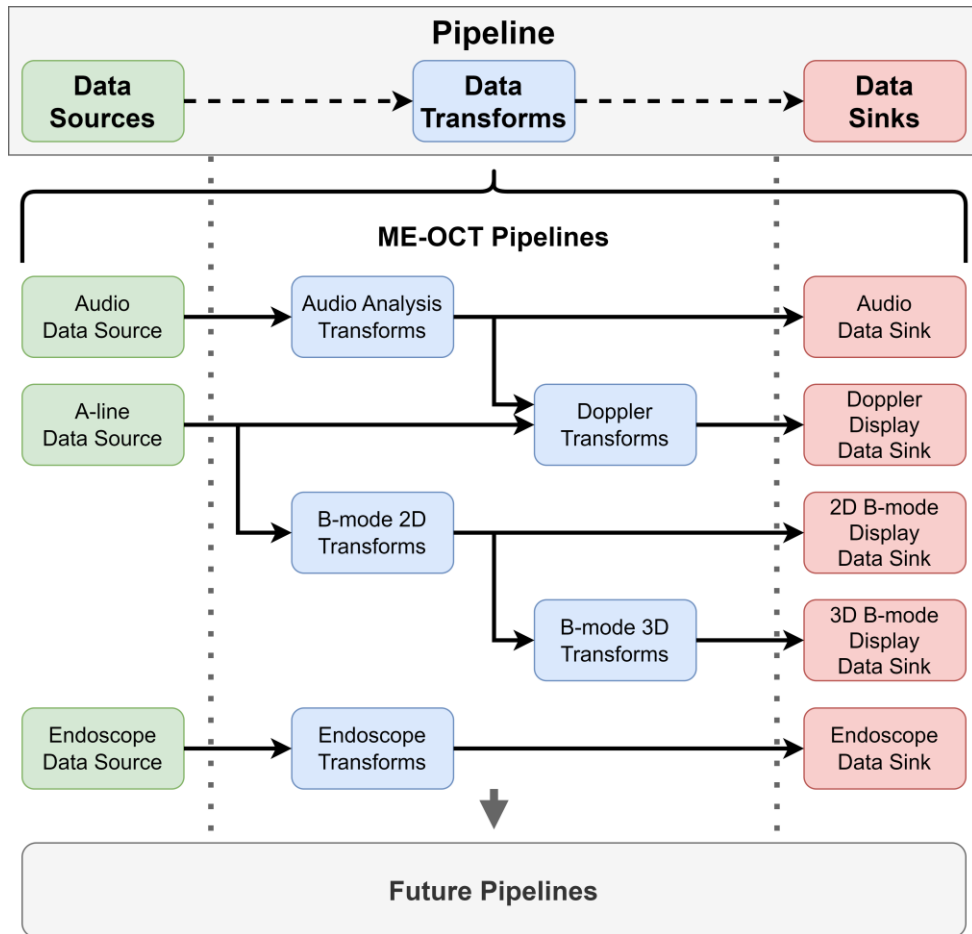 Pipeline
Data
Sources
Data
Transforms
Data
Sinks
ME-OCT Pipelines
Audio
Data Source
Audio Analysis
Transforms
Audio
Data Sink
A-line
Data Source
Doppler
Transforms
Doppler
Display
Data Sink
B-mode 2D
Transforms
2D B-mode
Display
Data Sink
B-mode 3D
Transforms
3D B-mode
Display
Data Sink
Endoscope
Data Source
Endoscope
Transforms
Endoscope
Data Sink
Future Pipelines